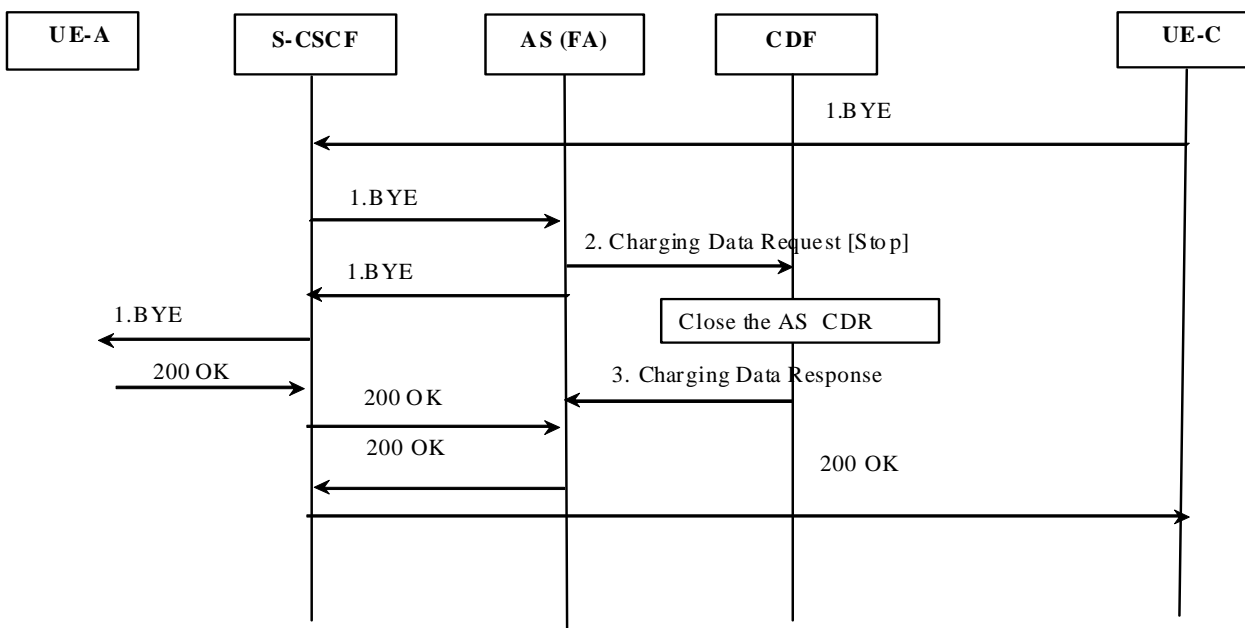 UE-A
S-CSCF
AS (FA)
CDF
UE-C
1.BYE
1.BYE
2. Charging Data Request [Stop]
1.BYE
1.BYE
Close the AS CDR
200 OK
3. Charging Data Response
200 OK
200 OK
200 OK